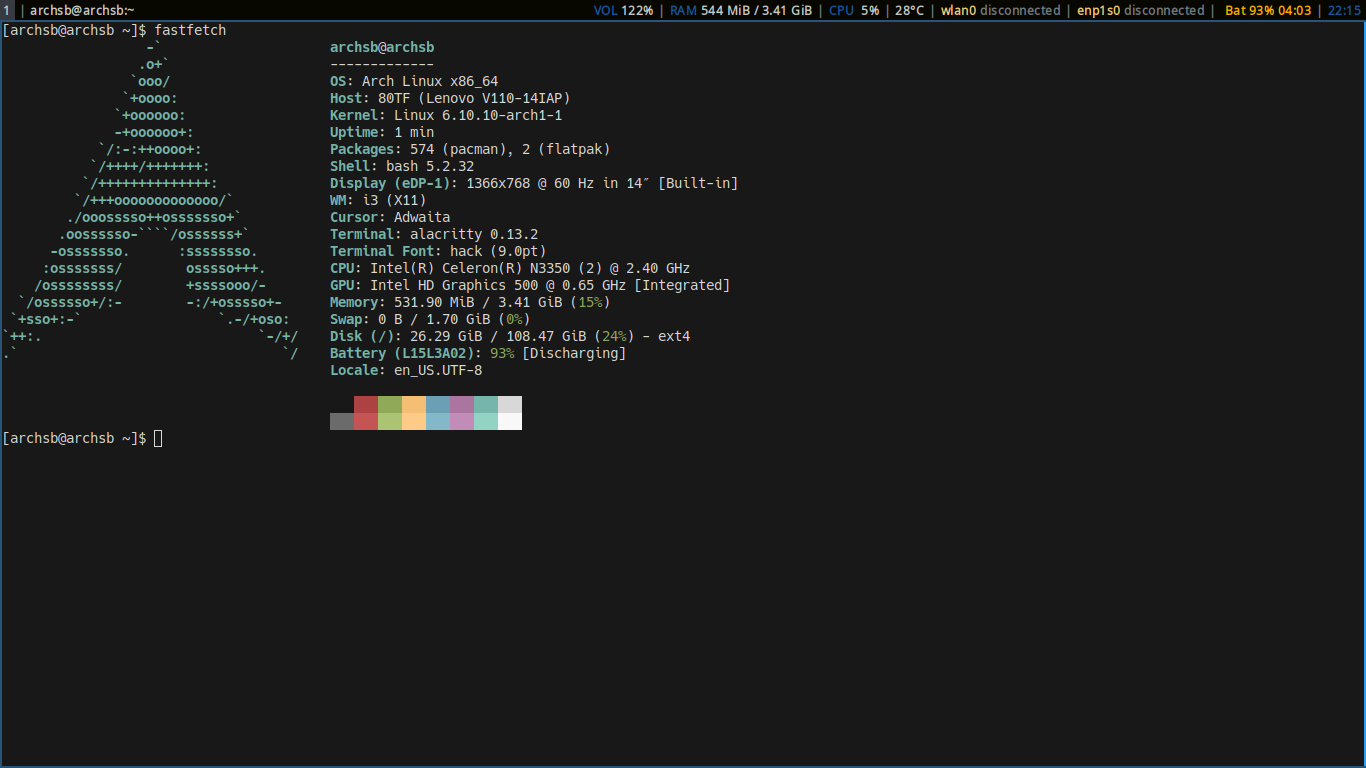 1 | archsb@archsb:~ VOL 122% | RAM 544 MiB / 3.41 GiB | CPU 5% | 28°C | wlan0 disconnected | enp1s0 disconnected | Bat 93% 04:03 | 22:15
[archsb@archsb ~]$ fastfetch
                  -`                     archsb@archsb
                 .o+`                    -------------
                `ooo/                    OS: Arch Linux x86_64
               `+oooo:                   Host: 80TF (Lenovo V110-14IAP)
              `+oooooo:                  Kernel: Linux 6.10.10-arch1-1
              -+oooooo+:                 Uptime: 1 min
            `/:-:++oooo+:                Packages: 574 (pacman), 2 (flatpak)
           `/++++/+++++++:               Shell: bash 5.2.32
          `/++++++++++++++:              Display (eDP-1): 1366x768 @ 60 Hz in 14″ [Built-in]
         `/+++ooooooooooooo/`            WM: i3 (X11)
        ./ooosssso++osssssso+`           Cursor: Adwaita
       .oossssso-````/ossssss+`          Terminal: alacritty 0.13.2
      -osssssso.      :ssssssso.         Terminal Font: hack (9.0pt)
     :osssssss/        osssso+++.        CPU: Intel(R) Celeron(R) N3350 (2) @ 2.40 GHz
    /ossssssss/        +ssssooo/-        GPU: Intel HD Graphics 500 @ 0.65 GHz [Integrated]
  `/ossssso+/:-        -:/+osssso+-      Memory: 531.90 MiB / 3.41 GiB (15%)
 `+sso+:-`                 `.-/+oso:     Swap: 0 B / 1.70 GiB (0%)
`++:.                           `-/+/    Disk (/): 26.29 GiB / 108.47 GiB (24%) - ext4
.`                                 `/    Battery (L15L3A02): 93% [Discharging]
                                         Locale: en_US.UTF-8
[archsb@archsb ~]$